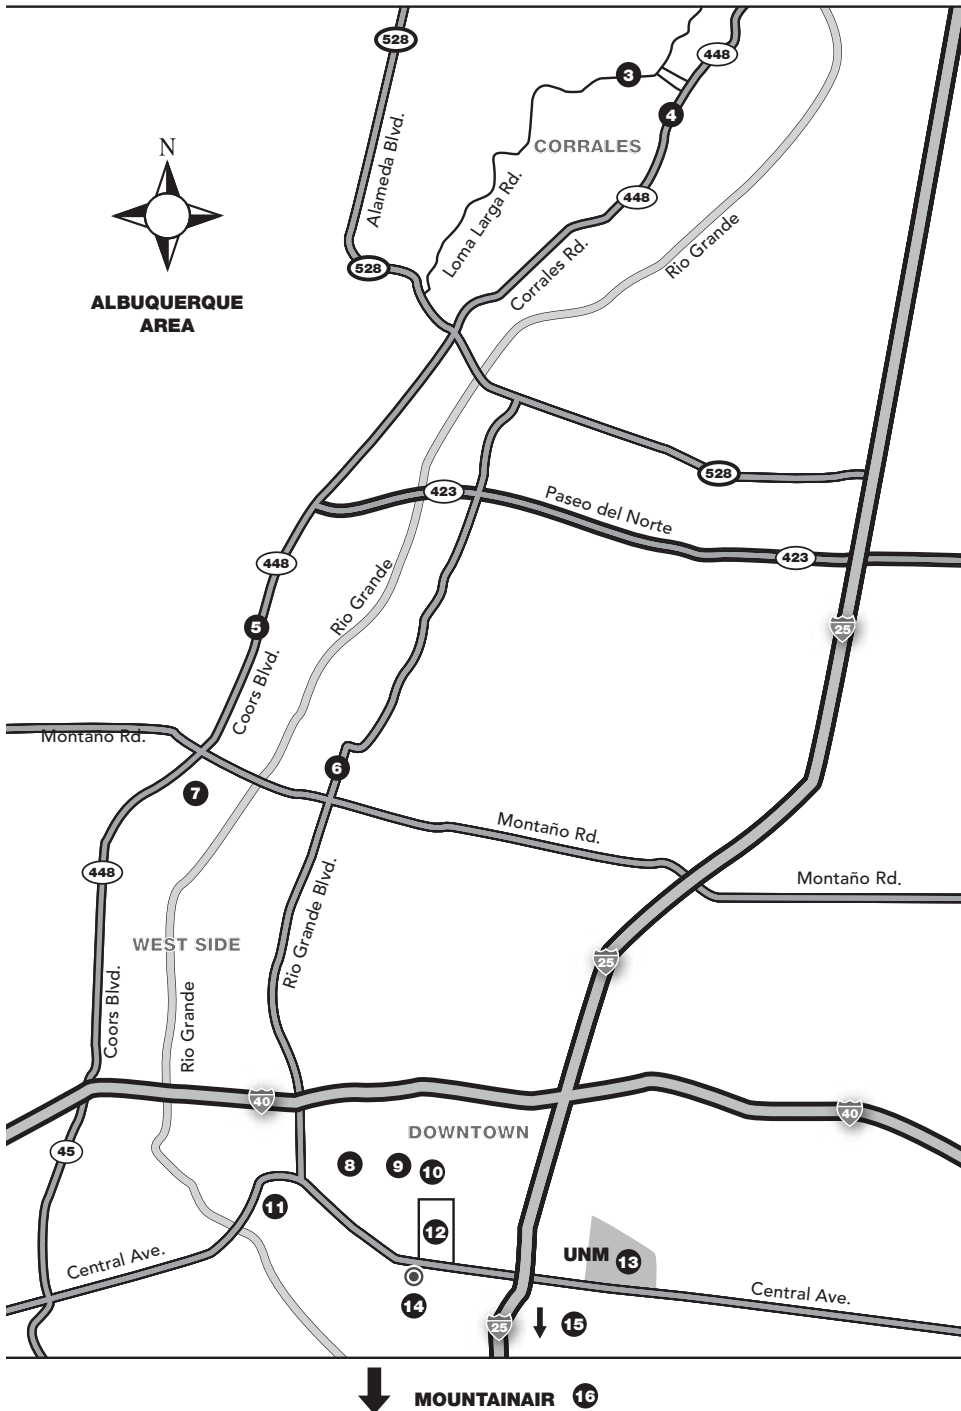 528
448
3
4
CORRALES
N
Alameda Blvd.
448
Loma Larga Rd.
Rio Grande
528
Corrales Rd.
ALBUQUERQUE
AREA
528
423
Paseo del Norte
423
448
Rio Grande
5
25
Coors Blvd.
Montaño Rd.
6
7
Montaño Rd.
448
Montaño Rd.
Rio Grande Blvd.
WEST SIDE
25
Coors Blvd.
Rio Grande
40
40
DOWNTOWN
45
8
9
10
11
12
UNM
13
Central Ave.
14
Central Ave.
25
15
MOUNTAINAIR
16